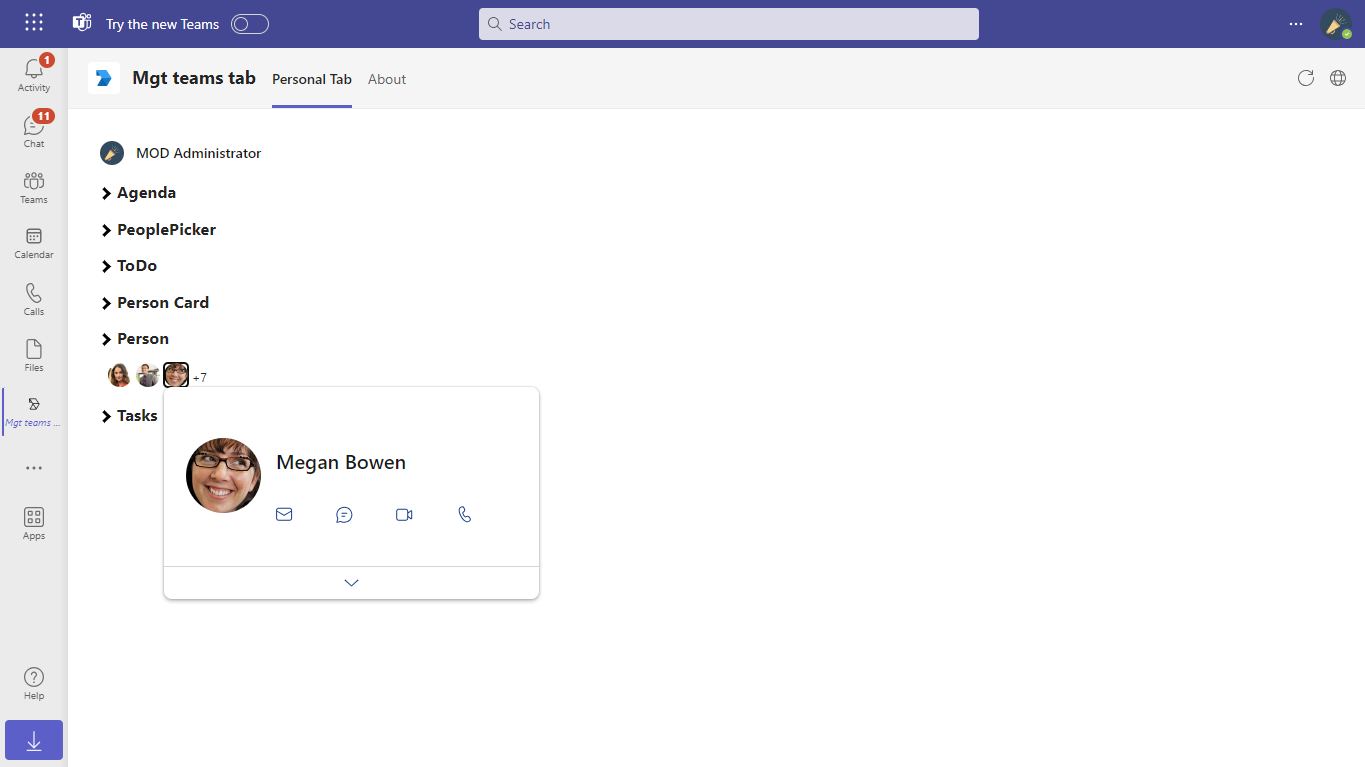 Try the new Teams
Search
1
Activity
11
Chat
Teams
Calendar
Calls
Files
Mgt teams ...
Apps
Help
Mgt teams tab
Personal Tab
About
MOD Administrator
Agenda
PeoplePicker
ToDo
Person Card
Person
+7
Tasks
Megan Bowen